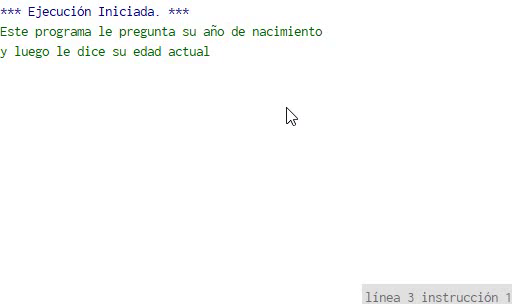 *** Ejecución Iniciada. ***
Este programa le pregunta su año de nacimiento
y luego le dice su edad actual
línea 3 instrucción 1